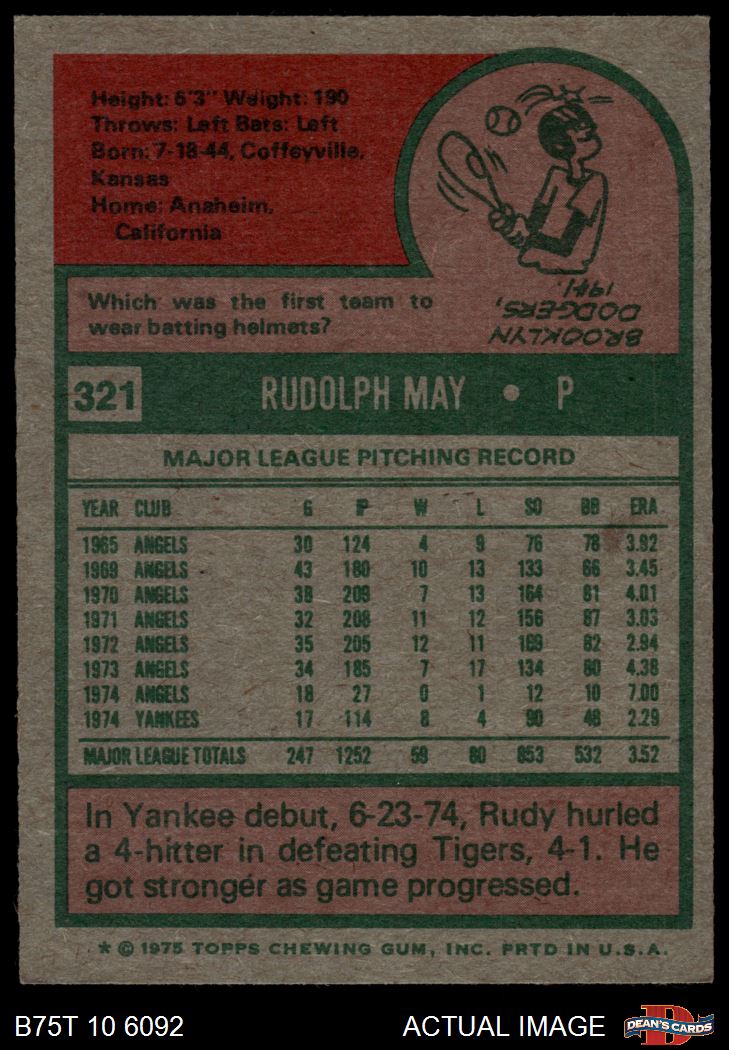 Height: 6'3" Weight: 190
Throws: Left Bats: Left
Born: 7-18-44, Coffeyville,
Kansas
Home: Anaheim,
California
Which was the first team to
wear batting helmets?
BROOKLYN
DODGERS,
1941.
321 RUDOLPH MAY • P
MAJOR LEAGUE PITCHING RECORD
YEAR CLUB G IP W L SO BB ERA
1965 ANGELS 30 124 4 9 76 78 3.92
1969 ANGELS 43 180 10 13 133 66 3.45
1970 ANGELS 38 209 7 13 164 81 4.01
1971 ANGELS 32 208 11 12 156 87 3.03
1972 ANGELS 35 205 12 11 169 82 2.94
1973 ANGELS 34 185 7 17 134 80 4.38
1974 ANGELS 18 27 0 1 12 10 7.00
1974 YANKEES 17 114 8 4 90 48 2.29
MAJOR LEAGUE TOTALS 247 1252 59 80 853 532 3.52
In Yankee debut, 6-23-74, Rudy hurled
a 4-hitter in defeating Tigers, 4-1. He
got stronger as game progressed.
* © 1975 TOPPS CHEWING GUM, INC. PRTD IN U.S.A.
B75T 10 6092 ACTUAL IMAGE DEAN'S CARDS